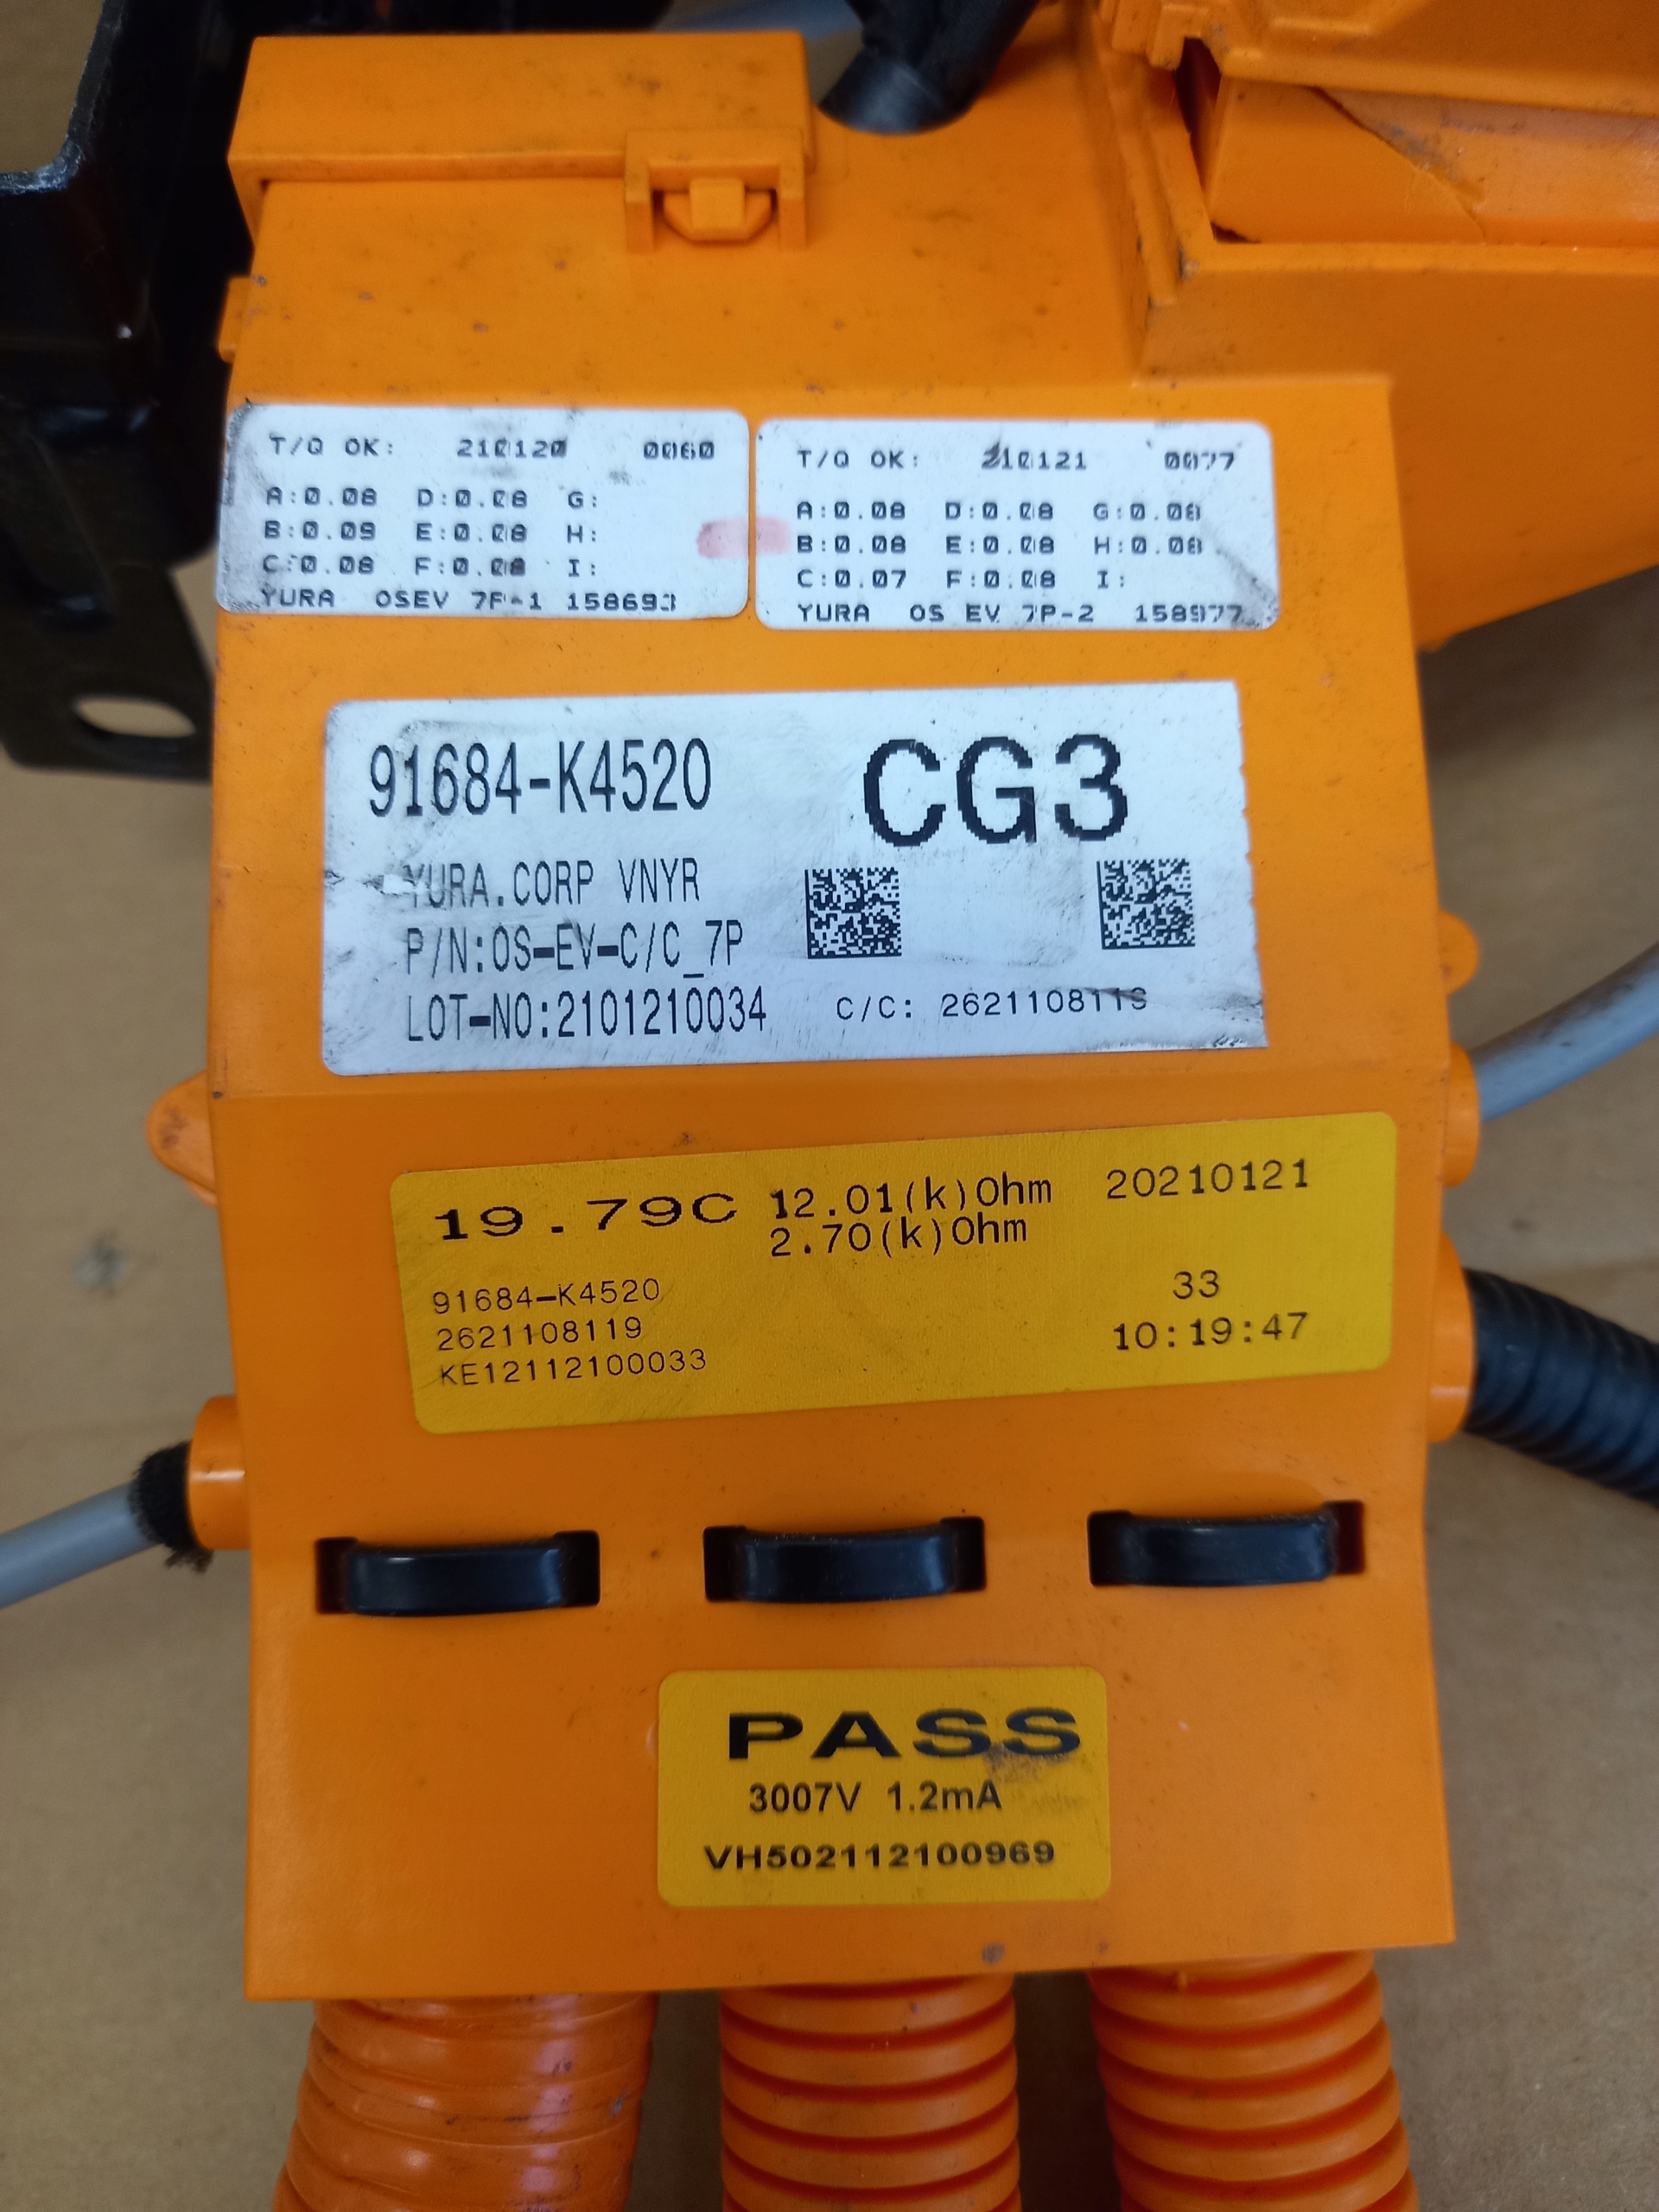 T/Q OK: 210120 0060
A:0.08 D:0.08 G:
B:0.09 E:0.08 H:
C:0.08 F:0.08 I:
YURA OSEV 7P-1 158693
T/Q OK: 210121 0077
A:0.08 D:0.08 G:0.08
B:0.08 E:0.08 H:0.08
C:0.07 F:0.08 I:
YURA OS EV 7P-2 158977
91684-K4520 CG3
YURA.CORP VNYR
P/N:OS-EV-C/C_7P
LOT-NO:2101210034 C/C: 2621108119
19.79C 12.01(k)Ohm 20210121
2.70(k)Ohm
91684-K4520 33
2621108119 10:19:47
KE12112100033
PASS
3007V 1.2mA
VH502112100969